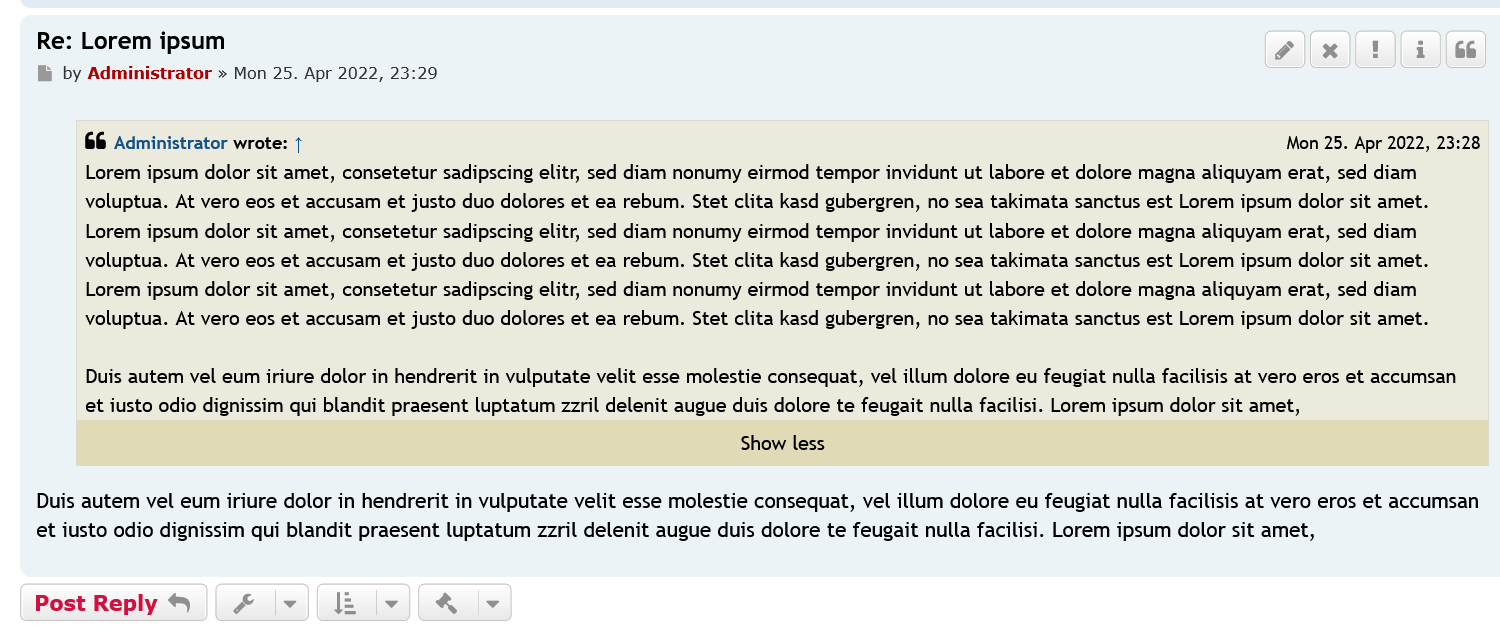 Re: Lorem ipsum
by Administrator » Mon 25. Apr 2022, 23:29
Administrator wrote: ↑ Mon 25. Apr 2022, 23:28
Lorem ipsum dolor sit amet, consetetur sadipscing elitr, sed diam nonumy eirmod tempor invidunt ut labore et dolore magna aliquyam erat, sed diam
voluptua. At vero eos et accusam et justo duo dolores et ea rebum. Stet clita kasd gubergren, no sea takimata sanctus est Lorem ipsum dolor sit amet.
Lorem ipsum dolor sit amet, consetetur sadipscing elitr, sed diam nonumy eirmod tempor invidunt ut labore et dolore magna aliquyam erat, sed diam
voluptua. At vero eos et accusam et justo duo dolores et ea rebum. Stet clita kasd gubergren, no sea takimata sanctus est Lorem ipsum dolor sit amet.
Lorem ipsum dolor sit amet, consetetur sadipscing elitr, sed diam nonumy eirmod tempor invidunt ut labore et dolore magna aliquyam erat, sed diam
voluptua. At vero eos et accusam et justo duo dolores et ea rebum. Stet clita kasd gubergren, no sea takimata sanctus est Lorem ipsum dolor sit amet.
Duis autem vel eum iriure dolor in hendrerit in vulputate velit esse molestie consequat, vel illum dolore eu feugiat nulla facilisis at vero eros et accumsan
et iusto odio dignissim qui blandit praesent luptatum zzril delenit augue duis dolore te feugait nulla facilisi. Lorem ipsum dolor sit amet,
Show less
Duis autem vel eum iriure dolor in hendrerit in vulputate velit esse molestie consequat, vel illum dolore eu feugiat nulla facilisis at vero eros et accumsan
et iusto odio dignissim qui blandit praesent luptatum zzril delenit augue duis dolore te feugait nulla facilisi. Lorem ipsum dolor sit amet,
Post Reply